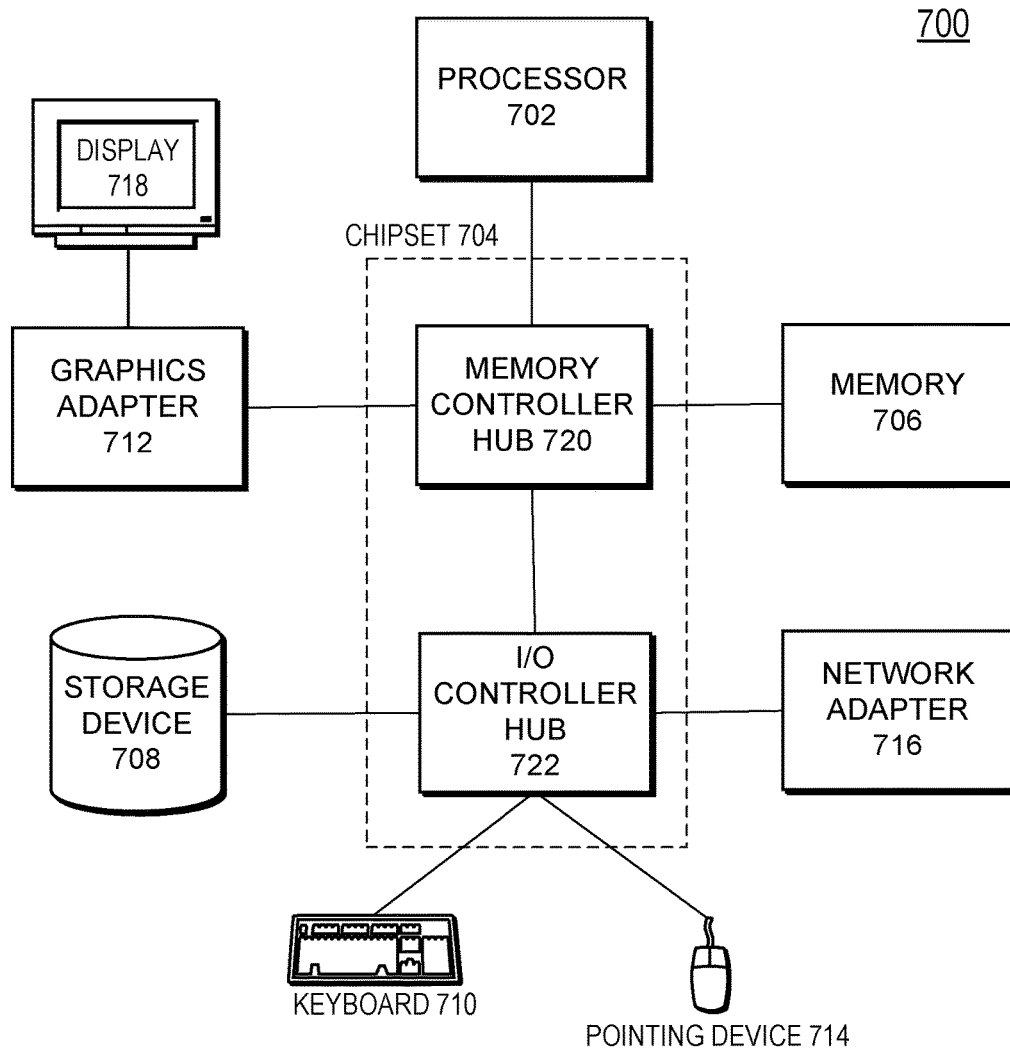 700
PROCESSOR
702
DISPLAY
718
CHIPSET 704
GRAPHICS
ADAPTER
712
MEMORY
CONTROLLER
HUB 720
MEMORY
706
STORAGE
DEVICE
708
I/O
CONTROLLER
HUB
722
NETWORK
ADAPTER
716
KEYBOARD 710
POINTING DEVICE 714